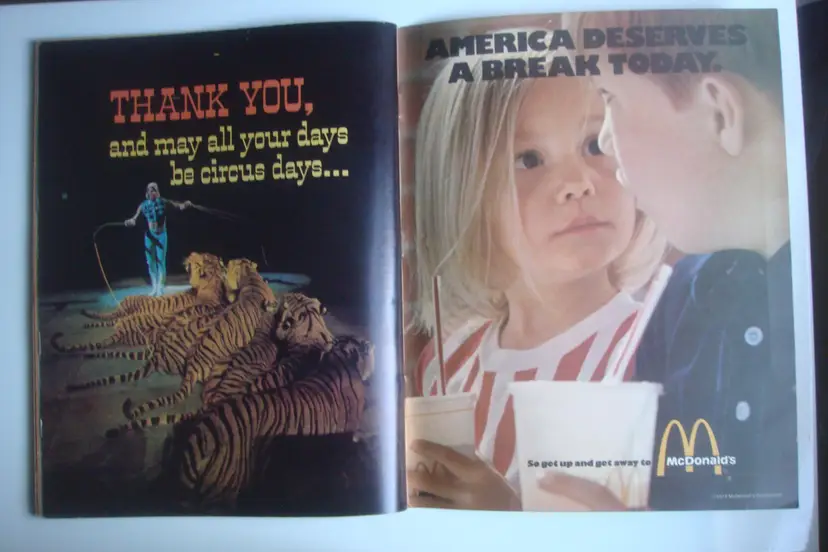 THANK YOU,
and may all your days
be circus days...
AMERICA DESERVES
A BREAK TODAY.
So get up and get away to
McDonald's